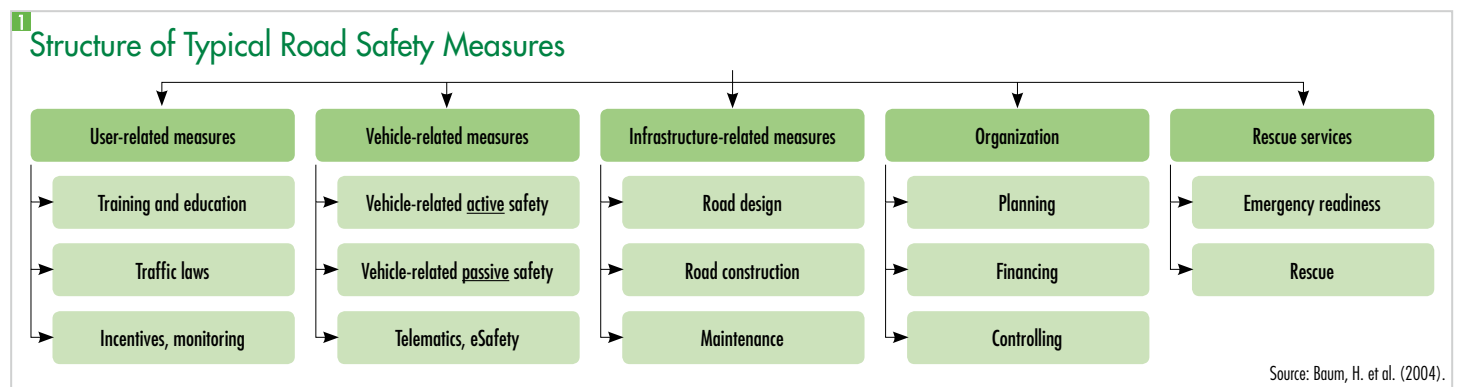 1
Structure of Typical Road Safety Measures
User-related measures
Training and education
Traffic laws
Incentives, monitoring
Vehicle-related measures
Vehicle-related active safety
Vehicle-related passive safety
Telematics, eSafety
Infrastructure-related measures
Road design
Road construction
Maintenance
Organization
Planning
Financing
Controlling
Rescue services
Emergency readiness
Rescue
Source: Baum, H. et al. (2004).